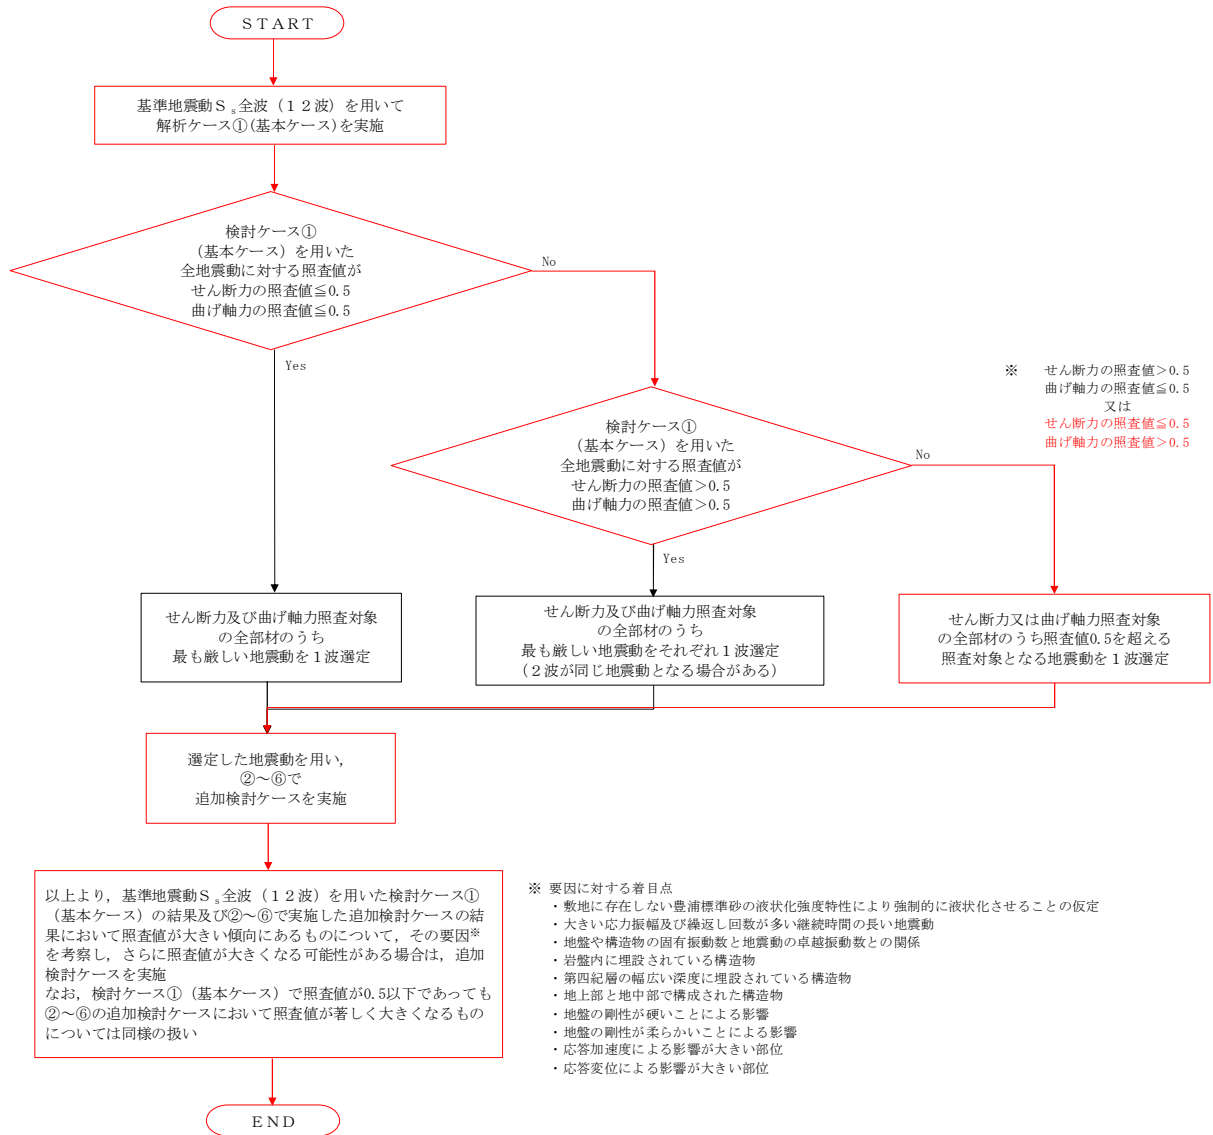 ＳＴＡＲＴ
基準地震動Ｓｓ全波（１２波）を用いて
解析ケース①(基本ケース)を実施
検討ケース①
（基本ケース）を用いた
全地震動に対する照査値が
せん断力の照査値≦0.5
曲げ軸力の照査値≦0.5
No
Yes
※　せん断力の照査値＞0.5
曲げ軸力の照査値≦0.5
又は
せん断力の照査値≦0.5
曲げ軸力の照査値＞0.5
検討ケース①
（基本ケース）を用いた
全地震動に対する照査値が
せん断力の照査値＞0.5
曲げ軸力の照査値＞0.5
No
Yes
せん断力及び曲げ軸力照査対象
の全部材のうち
最も厳しい地震動を１波選定
せん断力及び曲げ軸力照査対象
の全部材のうち
最も厳しい地震動をそれぞれ１波選定
（２波が同じ地震動となる場合がある）
せん断力又は曲げ軸力照査対象
の全部材のうち照査値0.5を超える
照査対象となる地震動を１波選定
選定した地震動を用い，
②～⑥で
追加検討ケースを実施
以上より，基準地震動Ｓｓ全波（１２波）を用いた検討ケース①
（基本ケース）の結果及び②～⑥で実施した追加検討ケースの結
果において照査値が大きい傾向にあるものについて，その要因※
を考察し，さらに照査値が大きくなる可能性がある場合は，追加
検討ケースを実施
なお，検討ケース①（基本ケース）で照査値が0.5以下であっても
②～⑥の追加検討ケースにおいて照査値が著しく大きくなるもの
については同様の扱い
※ 要因に対する着目点
・敷地に存在しない豊浦標準砂の液状化強度特性により強制的に液状化させることの仮定
・大きい応力振幅及び繰返し回数が多い継続時間の長い地震動
・地盤や構造物の固有振動数と地震動の卓越振動数との関係
・岩盤内に埋設されている構造物
・第四紀層の幅広い深度に埋設されている構造物
・地上部と地中部で構成された構造物
・地盤の剛性が硬いことによる影響
・地盤の剛性が柔らかいことによる影響
・応答加速度による影響が大きい部位
・応答変位による影響が大きい部位
ＥＮＤ